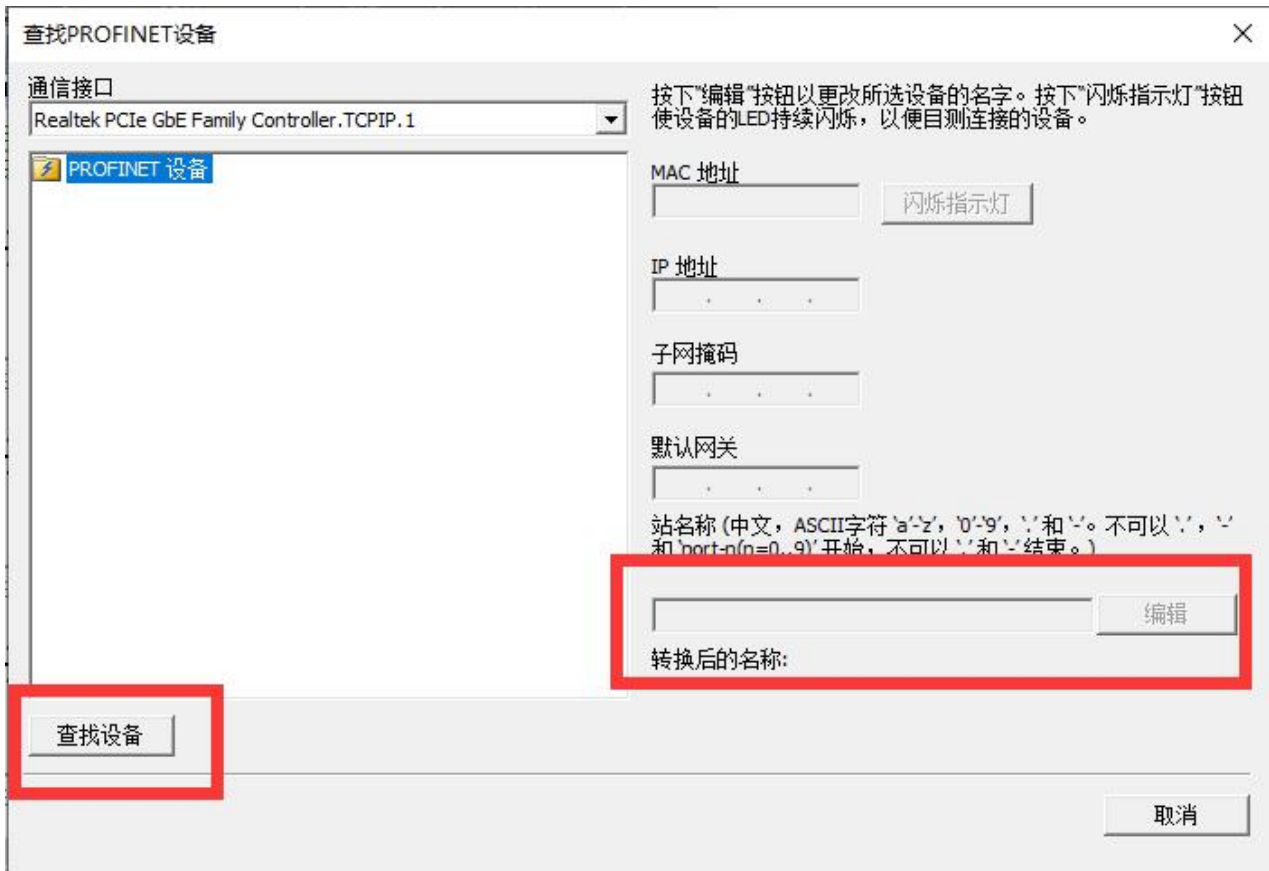 查找PROFINET设备
通信接口
Realtek PCIe GbE Family Controller.TCPIP.1
PROFINET 设备
查找设备
按下"编辑"按钮以更改所选设备的名字。按下"闪烁指示灯"按钮
使设备的LED持续闪烁，以便目测连接的设备。
MAC 地址
闪烁指示灯
IP 地址
子网掩码
默认网关
站名称 (中文，ASCII字符 'a'-'z'，'0'-'9'，'.' 和 '-'。不可以 '.'，'-'
和 'port-n(n=0..9)' 开始，不可以 '.' 和 '-' 结束。)
编辑
转换后的名称:
取消